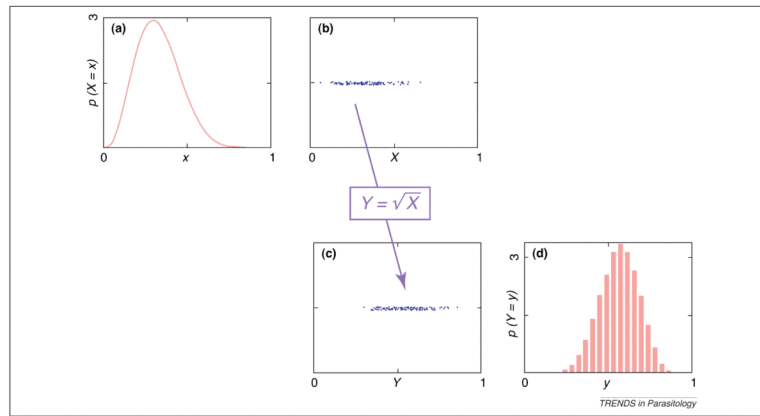 (a)
3
p (X = x)
0
x
1
(b)
0
X
1
Y = √X
(c)
0
Y
1
(d)
3
p (Y = y)
0
y
1
TRENDS in Parasitology